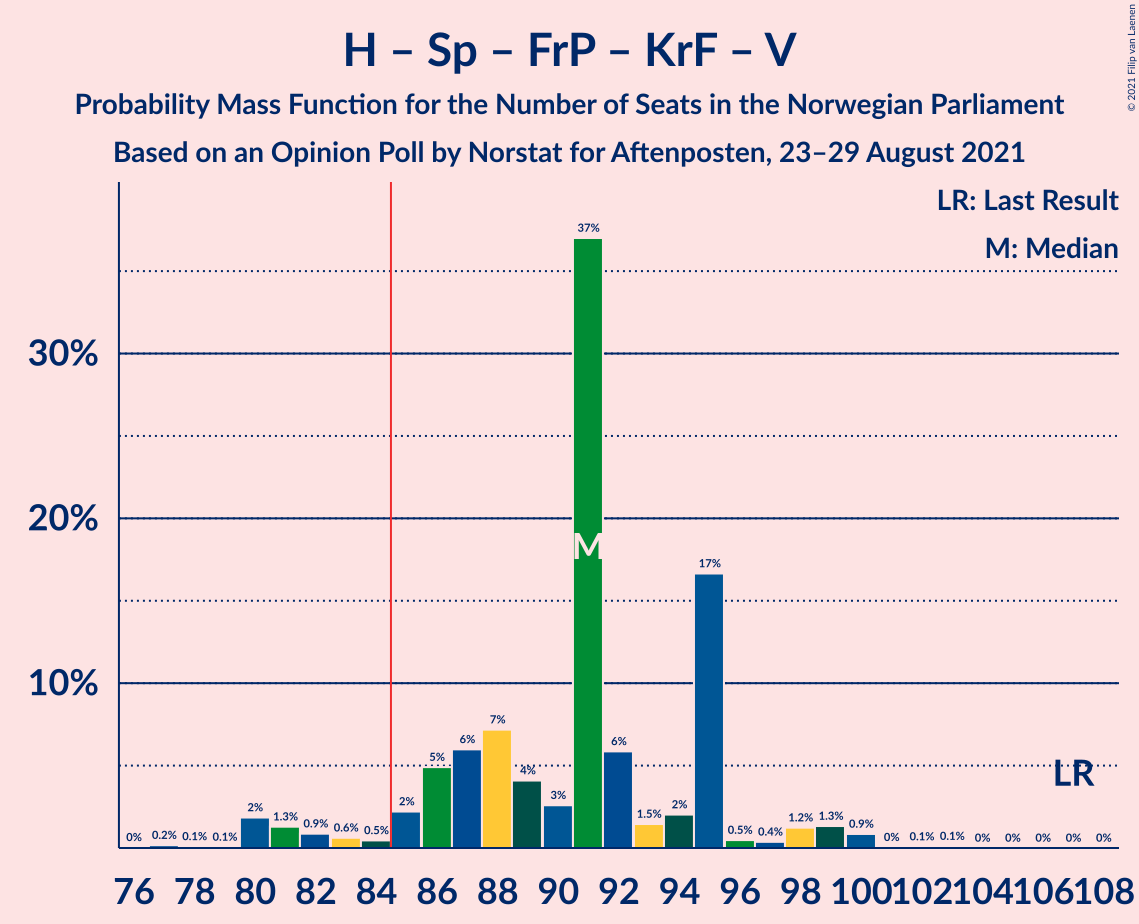 H – Sp – FrP – KrF – V
Probability Mass Function for the Number of Seats in the Norwegian Parliament
Based on an Opinion Poll by Norstat for Aftenposten, 23–29 August 2021
© 2021 Filip van Laenen
LR: Last Result
M: Median
30%
20%
10%
0% 0.2% 0.1% 0.1% 2% 1.3% 0.9% 0.6% 0.5% 2% 5% 6% 7% 4% 3% 37% 6% 1.5% 2% 17% 0.5% 0.4% 1.2% 1.3% 0.9% 0% 0.1% 0.1% 0% 0% 0% 0% 0%
M
LR
76 78 80 82 84 86 88 90 92 94 96 98 100 102 104 106 108